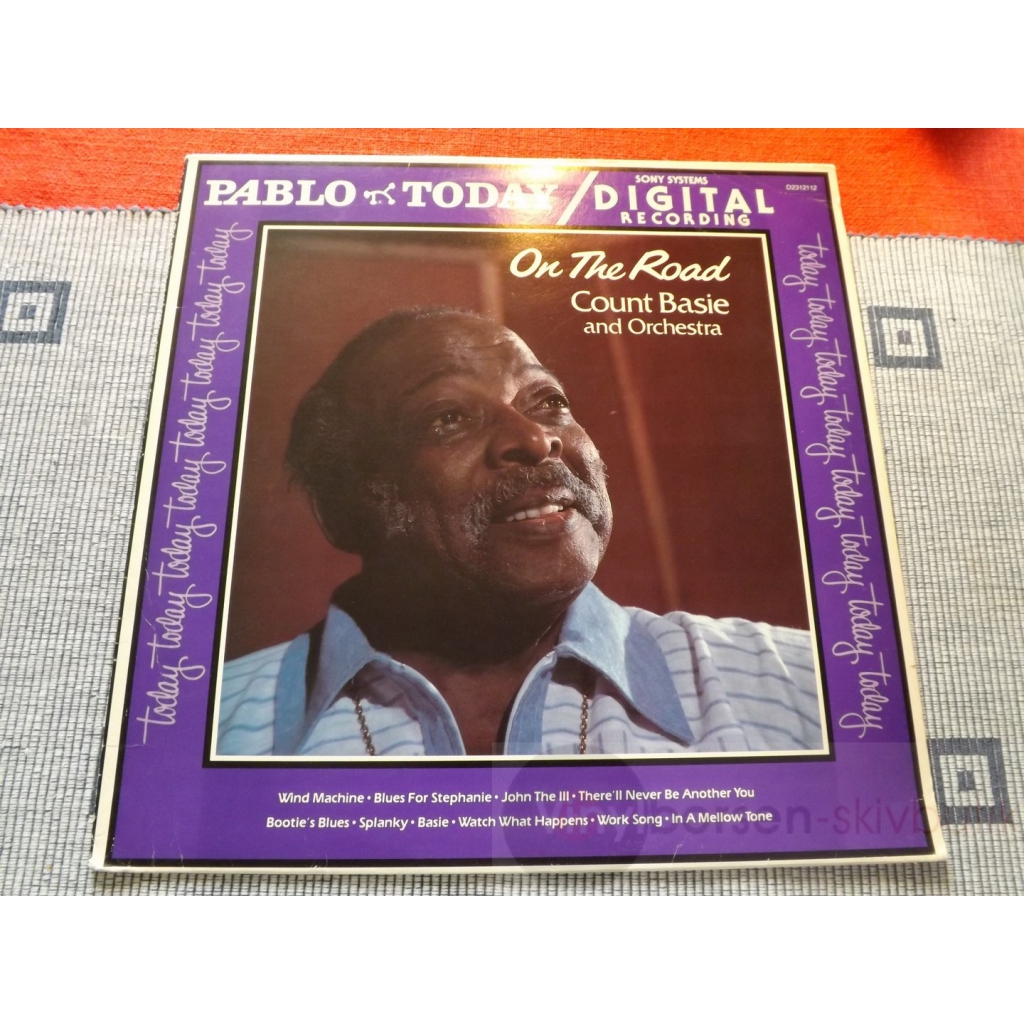 PABLO TODAY / SONY SYSTEMS
DIGITAL
RECORDING
D2312112
On The Road
Count Basie
and Orchestra
today today today today today today today today
today today today today today today today today
Wind Machine • Blues For Stephanie • John The III • There'll Never Be Another You
Bootie's Blues • Splanky • Basie • Watch What Happens • Work Song • In A Mellow Tone